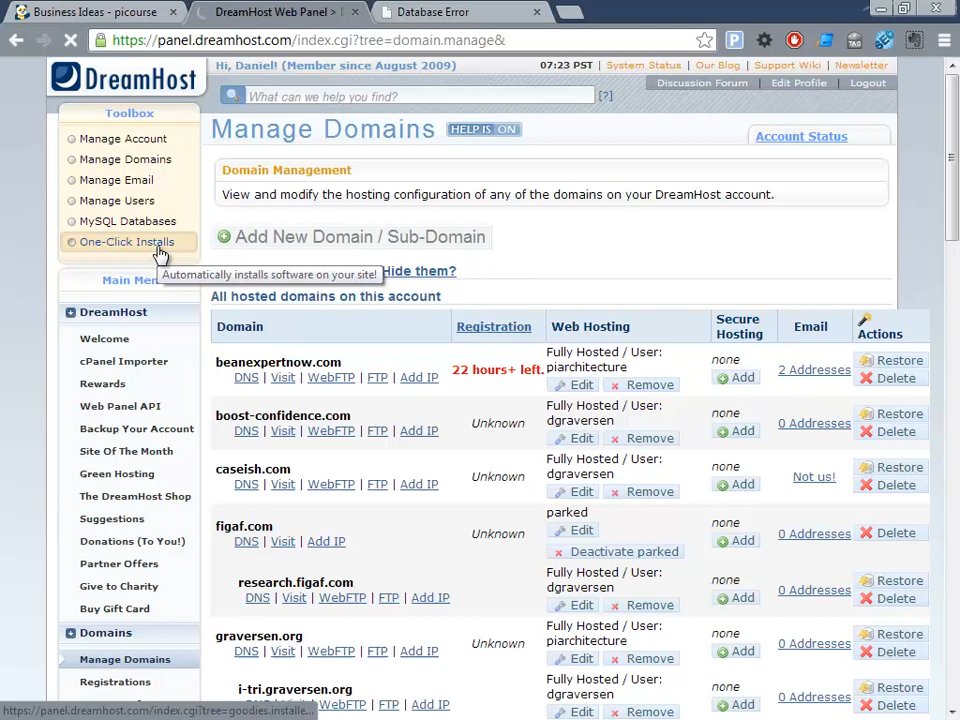 Business Ideas - picourse
DreamHost Web Panel > D
Database Error
https://panel.dreamhost.com/index.cgi?tree=domain.manage&
DreamHost
Hi, Daniel! (Member since August 2009)
07:23 PST
System Status
Our Blog
Support Wiki
Newsletter
Discussion Forum
Edit Profile
Logout
What can we help you find?
[?]
Toolbox
Manage Account
Manage Domains
Manage Email
Manage Users
MySQL Databases
One-Click Installs
Automatically installs software on your site!
Manage Domains
HELP IS ON
Account Status
Domain Management
View and modify the hosting configuration of any of the domains on your DreamHost account.
Add New Domain / Sub-Domain
Hide them?
All hosted domains on this account
Main Men
DreamHost
Welcome
cPanel Importer
Rewards
Web Panel API
Backup Your Account
Site Of The Month
Green Hosting
The DreamHost Shop
Suggestions
Donations (To You!)
Partner Offers
Give to Charity
Buy Gift Card
Domains
Manage Domains
Registrations
Domain Registration Web Hosting Secure Hosting Email Actions
beanexpertnow.com
DNS | Visit | WebFTP | FTP | Add IP
22 hours+ left.
Fully Hosted / User: piarchitecture
Edit Remove
none
Add
2 Addresses
Restore
Delete
boost-confidence.com
DNS | Visit | WebFTP | FTP | Add IP
Unknown
Fully Hosted / User: dgraversen
Edit Remove
none
Add
0 Addresses
Restore
Delete
caseish.com
DNS | Visit | WebFTP | FTP | Add IP
Unknown
Fully Hosted / User: dgraversen
Edit Remove
none
Add
Not us!
Restore
Delete
figaf.com
DNS | Visit | Add IP
Unknown
parked
Edit
Deactivate parked
none
Add
0 Addresses
Delete
research.figaf.com
DNS | Visit | WebFTP | FTP | Add IP
Fully Hosted / User: dgraversen
Edit Remove
none
Add
0 Addresses
Restore
Delete
graversen.org
DNS | Visit | WebFTP | FTP | Add IP
Unknown
Fully Hosted / User: piarchitecture
Edit Remove
none
Add
0 Addresses
Restore
Delete
i-tri.graversen.org
DNS | Visit | WebFTP | FTP | Add IP
Fully Hosted / User: dgraversen
Edit Remove
none
Add
0 Addresses
Restore
Delete
https://panel.dreamhost.com/index.cgi?tree=goodies.installe...